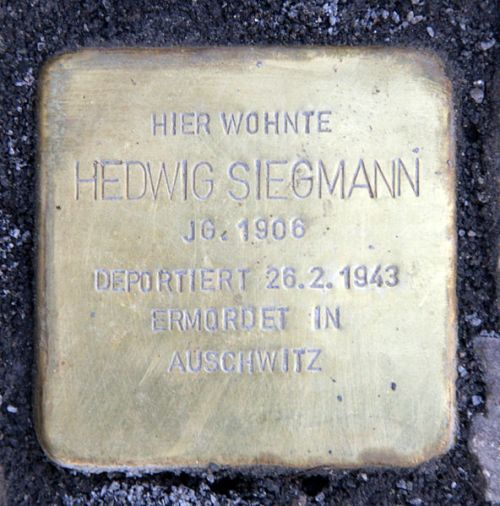 HIER WOHNTE
HEDWIG SIEGMANN
JG. 1906
DEPORTIERT 26.2.1943
ERMORDET IN
AUSCHWITZ